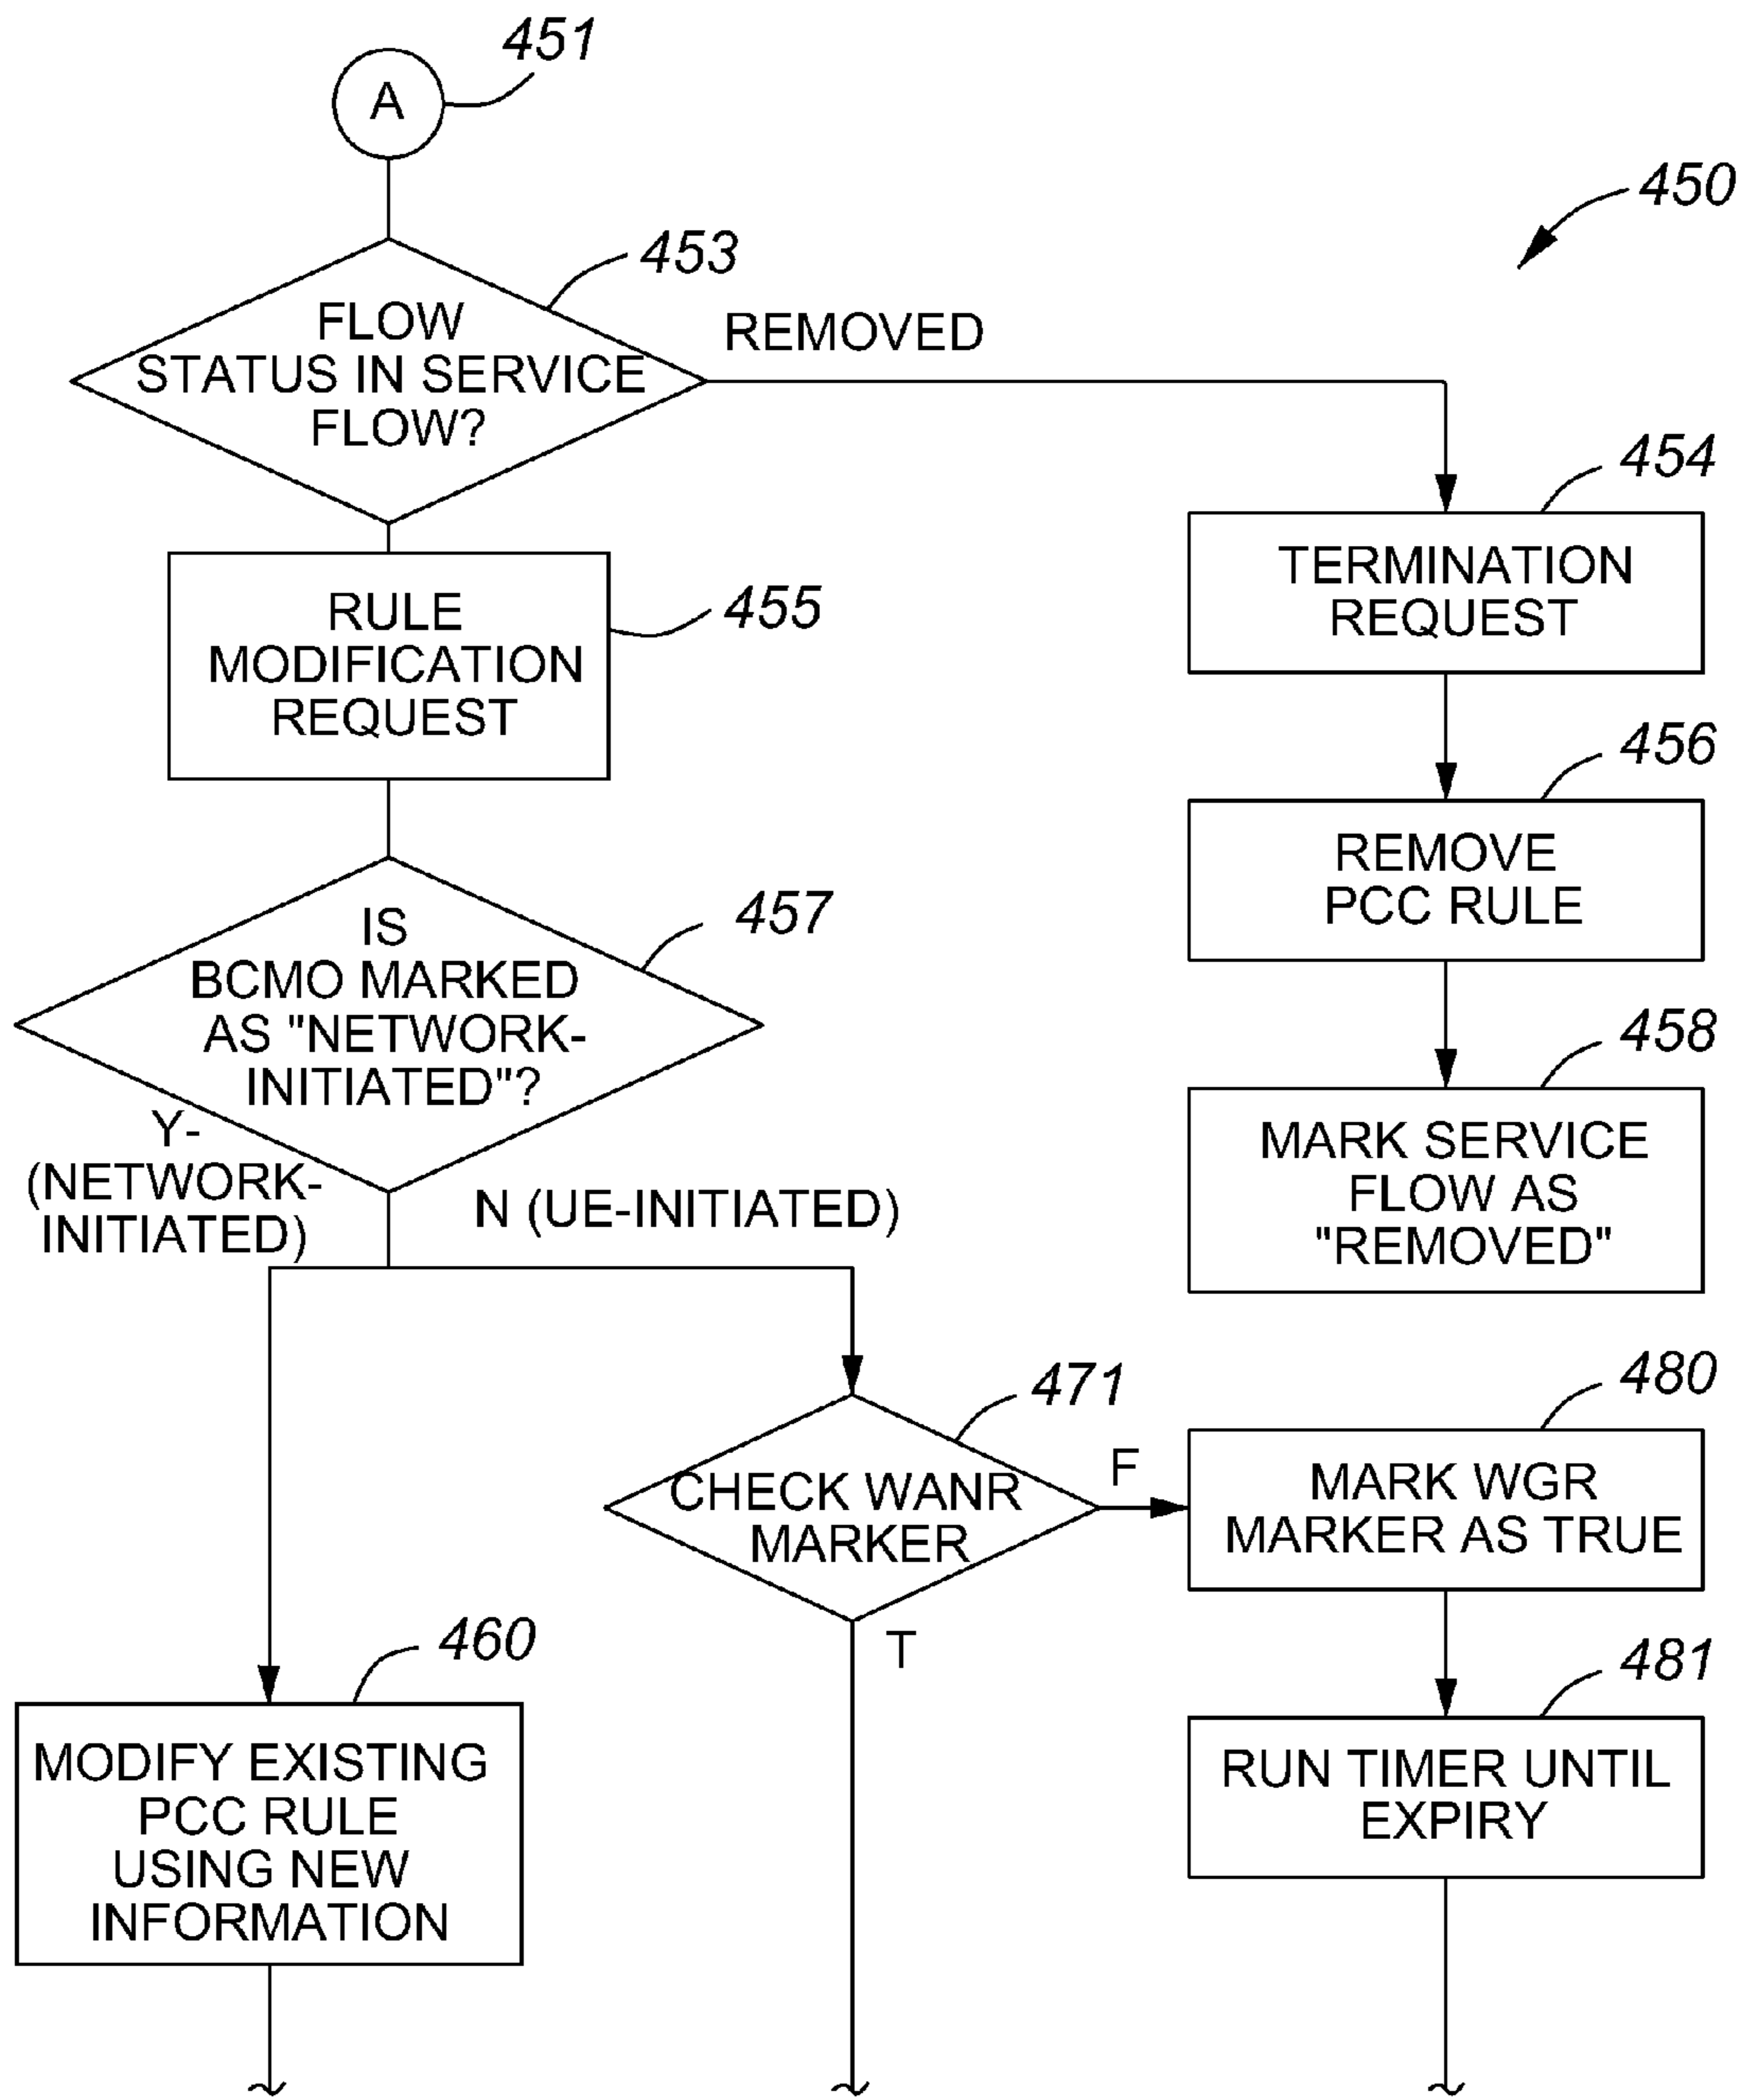 451
A
450
453
FLOW
STATUS IN SERVICE
FLOW?
REMOVED
454
TERMINATION
REQUEST
455
RULE
MODIFICATION
REQUEST
456
REMOVE
PCC RULE
457
IS
BCMO MARKED
AS "NETWORK-
INITIATED"?
458
MARK SERVICE
FLOW AS
"REMOVED"
Y-
(NETWORK-
INITIATED)
N (UE-INITIATED)
471
CHECK WANR
MARKER
F
T
480
MARK WGR
MARKER AS TRUE
460
MODIFY EXISTING
PCC RULE
USING NEW
INFORMATION
481
RUN TIMER UNTIL
EXPIRY